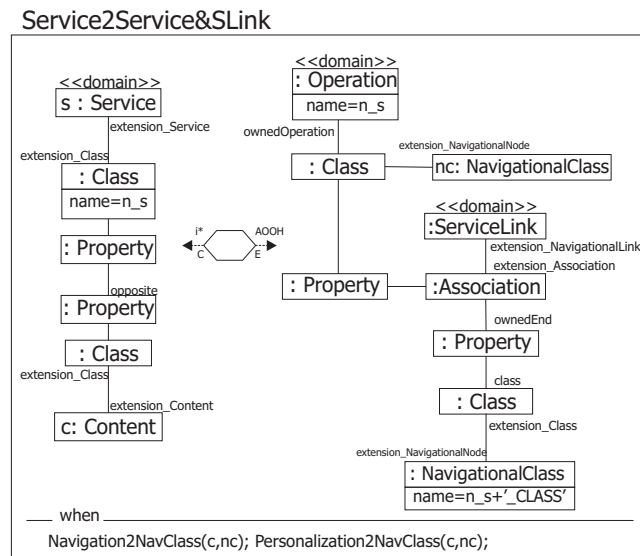 Service2Service&SLink
<<domain>>
s : Service
extension_Service
extension_Class
: Class
name=n_s
: Property
opposite
: Property
: Class
extension_Class
extension_Content
c: Content
i*
C
AOOH
E
<<domain>>
: Operation
name=n_s
ownedOperation
: Class
extension_NavigationalNode
nc: NavigationalClass
<<domain>>
:ServiceLink
extension_NavigationalLink
extension_Association
: Property
:Association
ownedEnd
: Property
class
: Class
extension_Class
extension_NavigationalNode
: NavigationalClass
name=n_s+'_CLASS'
when
Navigation2NavClass(c,nc); Personalization2NavClass(c,nc);